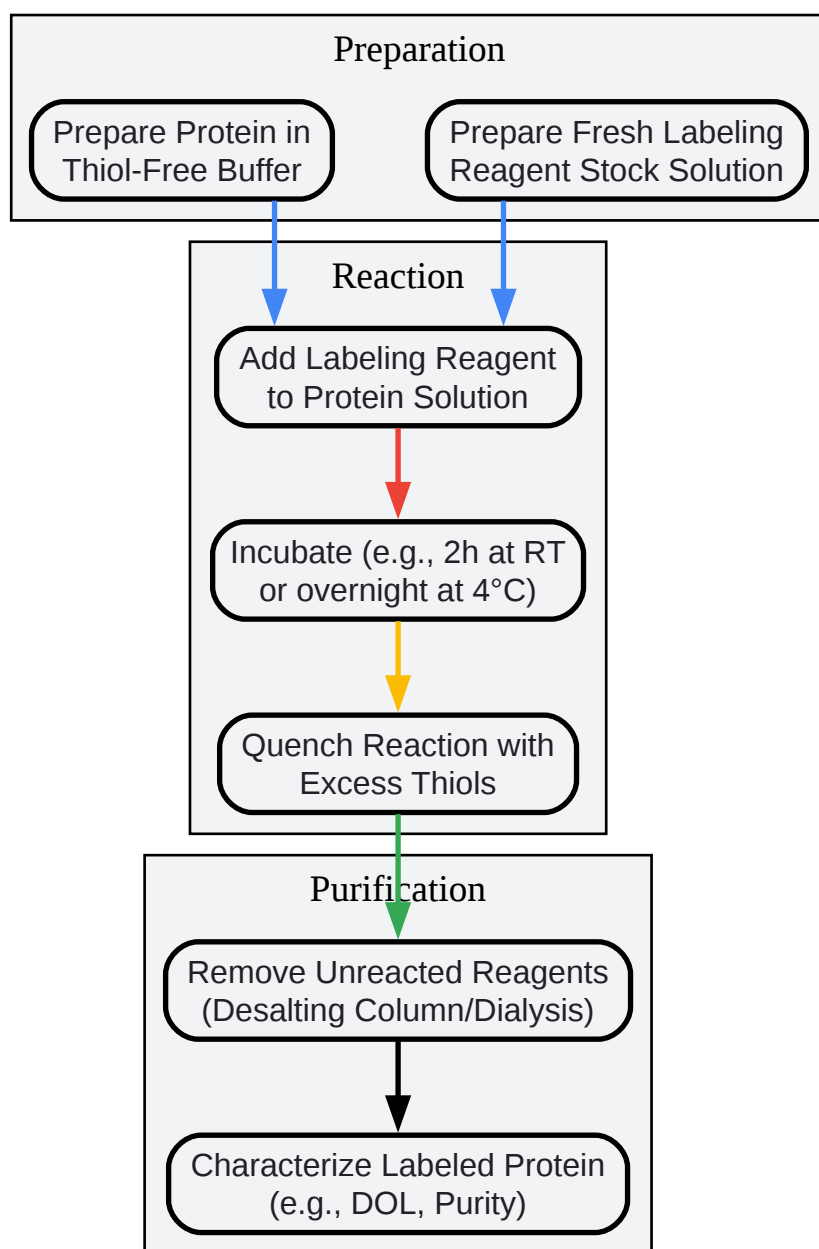 Preparation
Prepare Protein in
Thiol-Free Buffer
Prepare Fresh Labeling
Reagent Stock Solution
Reaction
Add Labeling Reagent
to Protein Solution
Incubate (e.g., 2h at RT
or overnight at 4°C)
Quench Reaction with
Excess Thiols
Purification
Remove Unreacted Reagents
(Desalting Column/Dialysis)
Characterize Labeled Protein
(e.g., DOL, Purity)